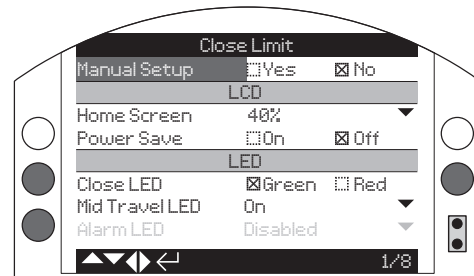 Close Limit
Manual Setup Yes No
LCD
Home Screen 40%
Power Save On Off
LED
Close LED Green Red
Mid Travel LED On
Alarm LED Disabled
1/8